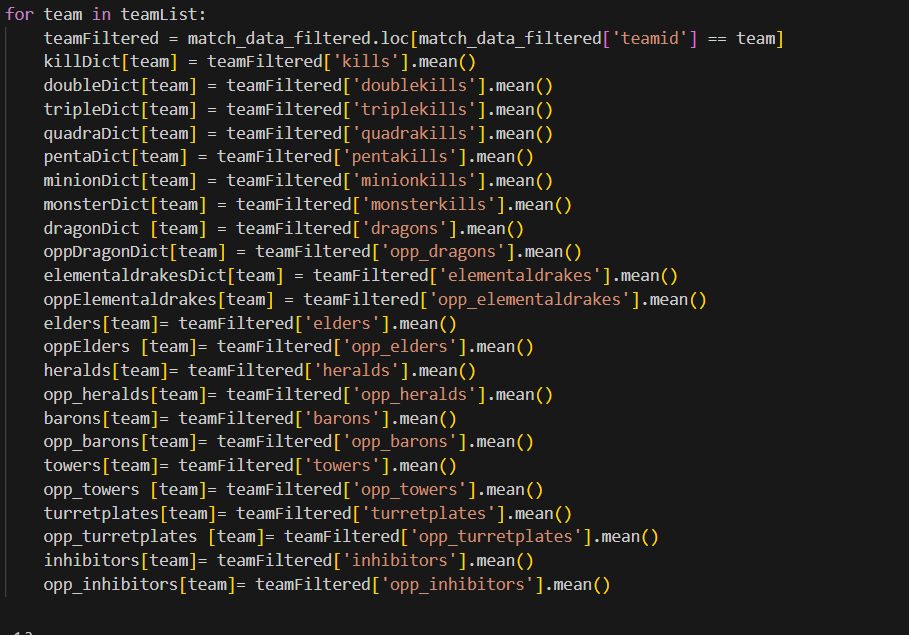 for team in teamList:
    teamFiltered = match_data_filtered.loc[match_data_filtered['teamid'] == team]
    killDict[team] = teamFiltered['kills'].mean()
    doubleDict[team] = teamFiltered['doublekills'].mean()
    tripleDict[team] = teamFiltered['triplekills'].mean()
    quadraDict[team] = teamFiltered['quadrakills'].mean()
    pentaDict[team] = teamFiltered['pentakills'].mean()
    minionDict[team] = teamFiltered['minionkills'].mean()
    monsterDict[team] = teamFiltered['monsterkills'].mean()
    dragonDict [team] = teamFiltered['dragons'].mean()
    oppDragonDict[team] = teamFiltered['opp_dragons'].mean()
    elementaldrakesDict[team] = teamFiltered['elementaldrakes'].mean()
    oppElementaldrakes[team] = teamFiltered['opp_elementaldrakes'].mean()
    elders[team]= teamFiltered['elders'].mean()
    oppElders [team]= teamFiltered['opp_elders'].mean()
    heralds[team]= teamFiltered['heralds'].mean()
    opp_heralds[team]= teamFiltered['opp_heralds'].mean()
    barons[team]= teamFiltered['barons'].mean()
    opp_barons[team]= teamFiltered['opp_barons'].mean()
    towers[team]= teamFiltered['towers'].mean()
    opp_towers [team]= teamFiltered['opp_towers'].mean()
    turretplates[team]= teamFiltered['turretplates'].mean()
    opp_turretplates [team]= teamFiltered['opp_turretplates'].mean()
    inhibitors[team]= teamFiltered['inhibitors'].mean()
    opp_inhibitors[team]= teamFiltered['opp_inhibitors'].mean()